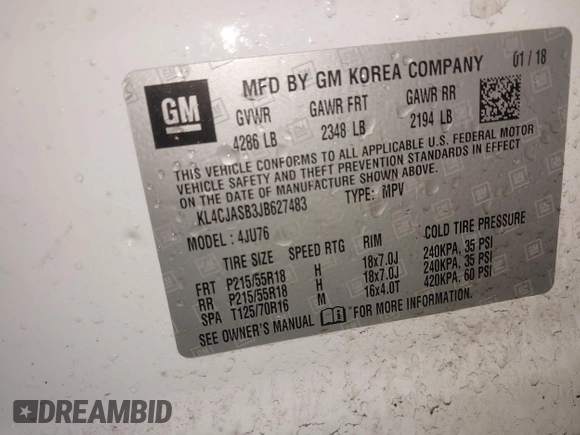 GM
MFD BY GM KOREA COMPANY 01 / 18
GVWR GAWR FRT GAWR RR
4286 LB 2348 LB 2194 LB
THIS VEHICLE CONFORMS TO ALL APPLICABLE U.S. FEDERAL MOTOR
VEHICLE SAFETY AND THEFT PREVENTION STANDARDS IN EFFECT
ON THE DATE OF MANUFACTURE SHOWN ABOVE.
KL4CJASB3JB627483 TYPE: MPV
MODEL : 4JU76
TIRE SIZE SPEED RTG RIM COLD TIRE PRESSURE
FRT P215/55R18 H 18x7.0J 240KPA, 35 PSI
RR P215/55R18 H 18x7.0J 240KPA, 35 PSI
SPA T125/70R16 M 16x4.0T 420KPA, 60 PSI
SEE OWNER'S MANUAL FOR MORE INFORMATION.
DREAMBID